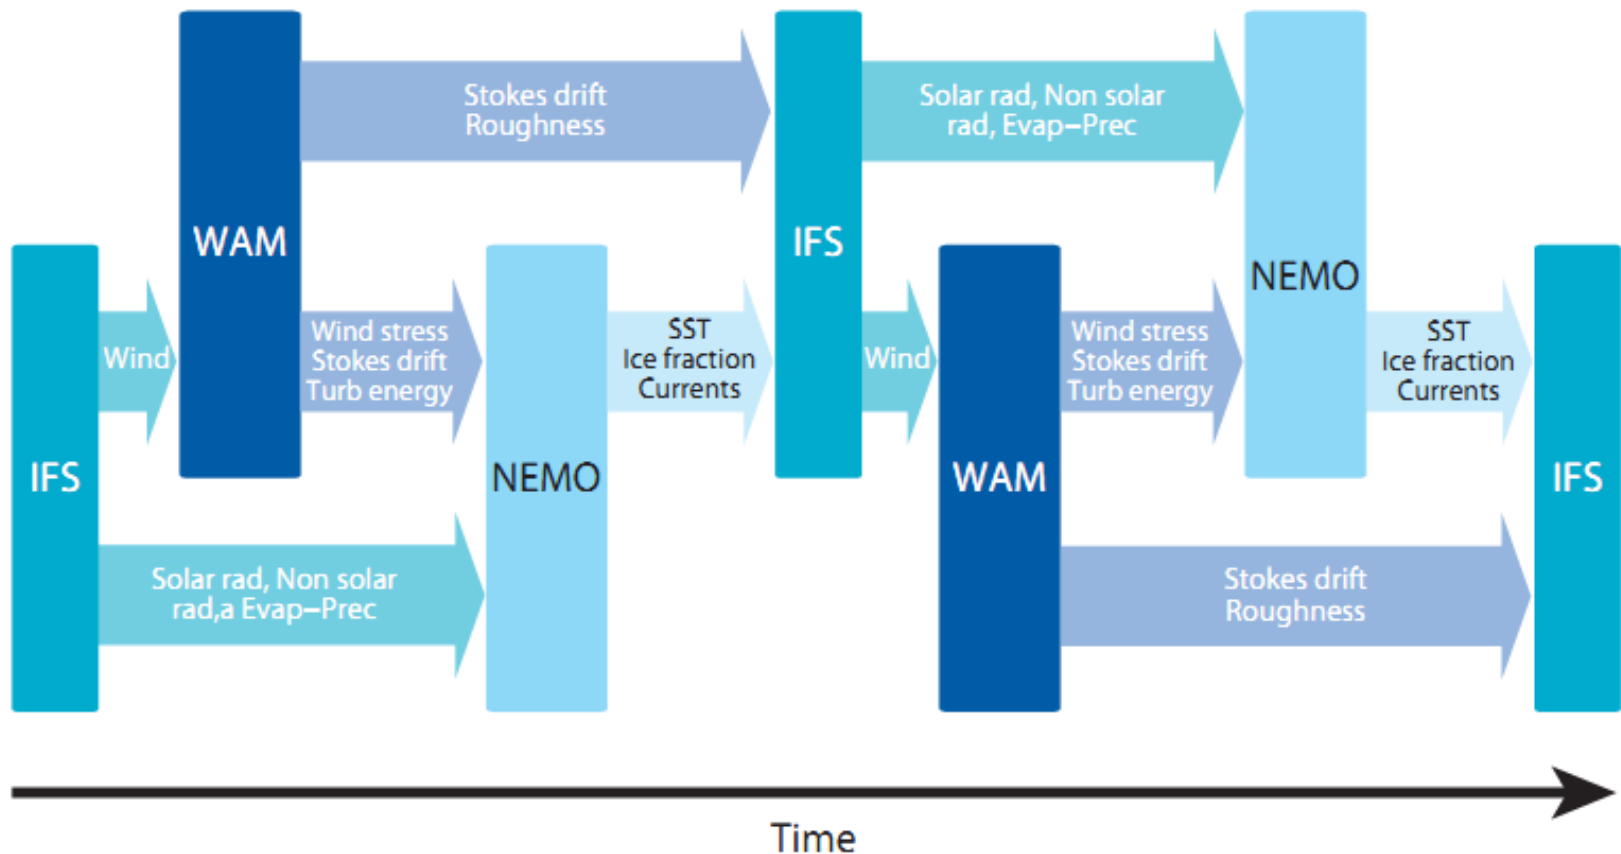 Stokes drift
Roughness
Solar rad, Non solar
rad, Evap–Prec
WAM
IFS
NEMO
Wind
Wind stress
Stokes drift
Turb energy
SST
Ice fraction
Currents
Wind
Wind stress
Stokes drift
Turb energy
SST
Ice fraction
Currents
IFS
NEMO
WAM
IFS
Solar rad, Non solar
rad,a Evap–Prec
Stokes drift
Roughness
Time